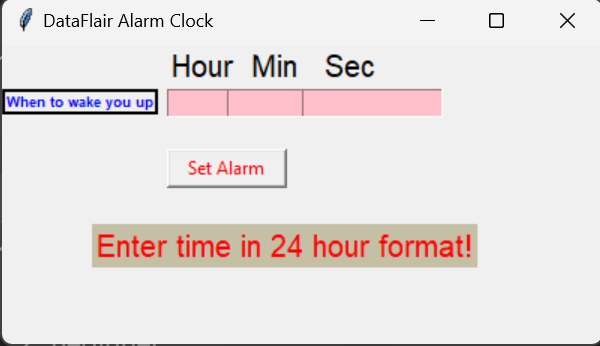 DataFlair Alarm Clock
Hour Min Sec
When to wake you up
Set Alarm
Enter time in 24 hour format!